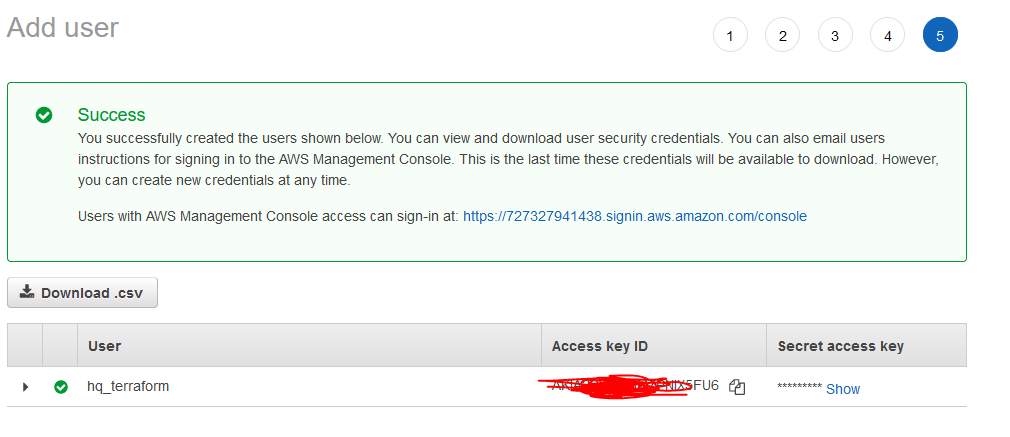 Add user
1 2 3 4 5
Success
You successfully created the users shown below. You can view and download user security credentials. You can also email users
instructions for signing in to the AWS Management Console. This is the last time these credentials will be available to download. However,
you can create new credentials at any time.
Users with AWS Management Console access can sign-in at: https://727327941438.signin.aws.amazon.com/console
Download .csv
User Access key ID Secret access key
hq_terraform ********* Show